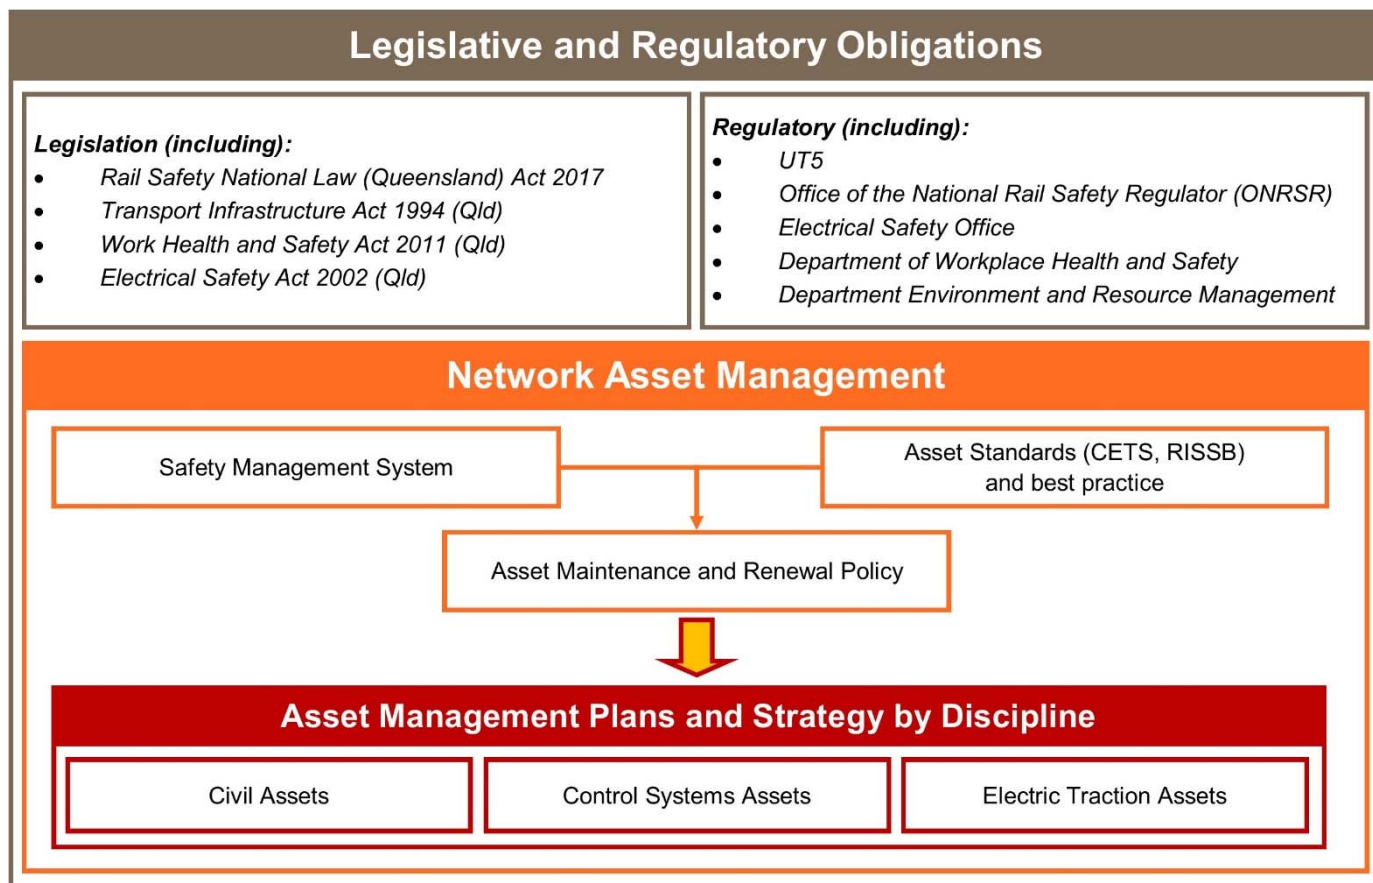 Legislative and Regulatory Obligations
Legislation (including):
• Rail Safety National Law (Queensland) Act 2017
• Transport Infrastructure Act 1994 (Qld)
• Work Health and Safety Act 2011 (Qld)
• Electrical Safety Act 2002 (Qld)
Regulatory (including):
• UT5
• Office of the National Rail Safety Regulator (ONRSR)
• Electrical Safety Office
• Department of Workplace Health and Safety
• Department Environment and Resource Management
Network Asset Management
Safety Management System
Asset Standards (CETS, RISSB)
and best practice
Asset Maintenance and Renewal Policy
Asset Management Plans and Strategy by Discipline
Civil Assets
Control Systems Assets
Electric Traction Assets